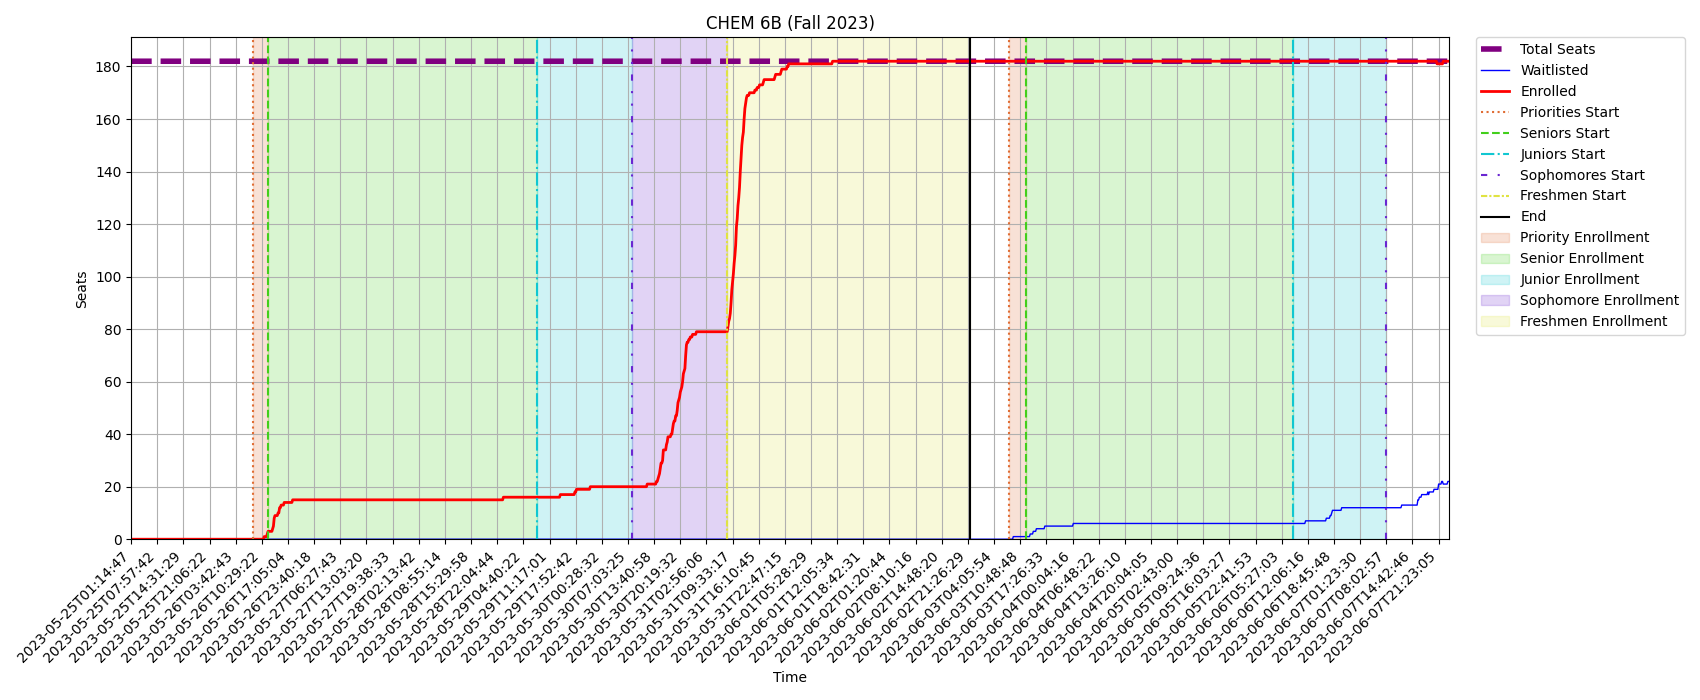 CHEM 6B (Fall 2023)
Seats
180
160
140
120
100
80
60
40
20
0
2023-05-25T01:14:47
2023-05-25T07:57:42
2023-05-25T14:31:29
2023-05-25T21:06:22
2023-05-26T03:42:43
2023-05-26T10:29:22
2023-05-26T17:05:04
2023-05-26T23:40:18
2023-05-27T06:27:43
2023-05-27T13:03:20
2023-05-27T19:38:33
2023-05-28T02:13:42
2023-05-28T08:55:14
2023-05-28T15:29:58
2023-05-28T22:04:44
2023-05-29T04:40:22
2023-05-29T11:17:01
2023-05-29T17:52:42
2023-05-30T00:28:32
2023-05-30T07:03:25
2023-05-30T13:40:58
2023-05-30T20:19:32
2023-05-31T02:56:06
2023-05-31T09:33:17
2023-05-31T16:10:45
2023-05-31T22:47:15
2023-06-01T05:28:29
2023-06-01T12:05:34
2023-06-01T18:42:31
2023-06-02T01:20:44
2023-06-02T08:10:16
2023-06-02T14:48:20
2023-06-02T21:26:29
2023-06-03T04:05:54
2023-06-03T10:48:48
2023-06-03T17:26:33
2023-06-04T00:04:16
2023-06-04T06:48:22
2023-06-04T13:26:10
2023-06-04T20:04:05
2023-06-05T02:43:00
2023-06-05T09:24:36
2023-06-05T16:03:27
2023-06-05T22:41:53
2023-06-06T05:27:03
2023-06-06T12:06:16
2023-06-06T18:45:48
2023-06-07T01:23:30
2023-06-07T08:02:57
2023-06-07T14:42:46
2023-06-07T21:23:05
Time
Total Seats
Waitlisted
Enrolled
Priorities Start
Seniors Start
Juniors Start
Sophomores Start
Freshmen Start
End
Priority Enrollment
Senior Enrollment
Junior Enrollment
Sophomore Enrollment
Freshmen Enrollment